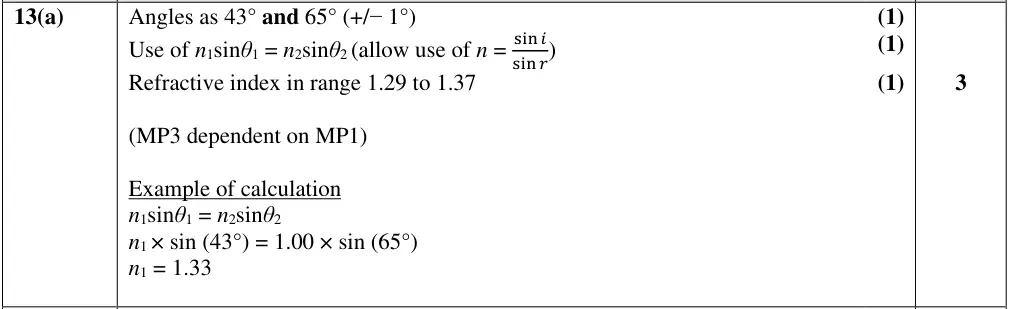 13(a) Angles as 43° and 65° (+/− 1°) (1)
Use of n₁sinθ₁ = n₂sinθ₂ (allow use of n = sin i / sin r) (1)
Refractive index in range 1.29 to 1.37 (1) 3
(MP3 dependent on MP1)
Example of calculation
n₁sinθ₁ = n₂sinθ₂
n₁ × sin (43°) = 1.00 × sin (65°)
n₁ = 1.33